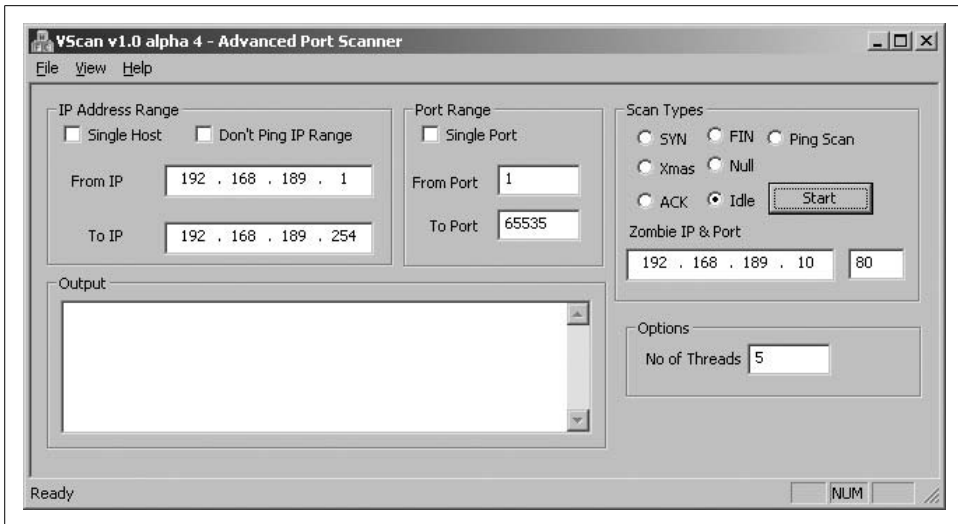 VScan v1.0 alpha 4 - Advanced Port Scanner
File View Help
IP Address Range
Single Host Don't Ping IP Range
From IP 192 . 168 . 189 . 1
To IP 192 . 168 . 189 . 254
Port Range
Single Port
From Port 1
To Port 65535
Scan Types
SYN FIN Ping Scan
Xmas Null
ACK Idle Start
Zombie IP & Port
192 . 168 . 189 . 10 80
Output
Options
No of Threads 5
Ready NUM